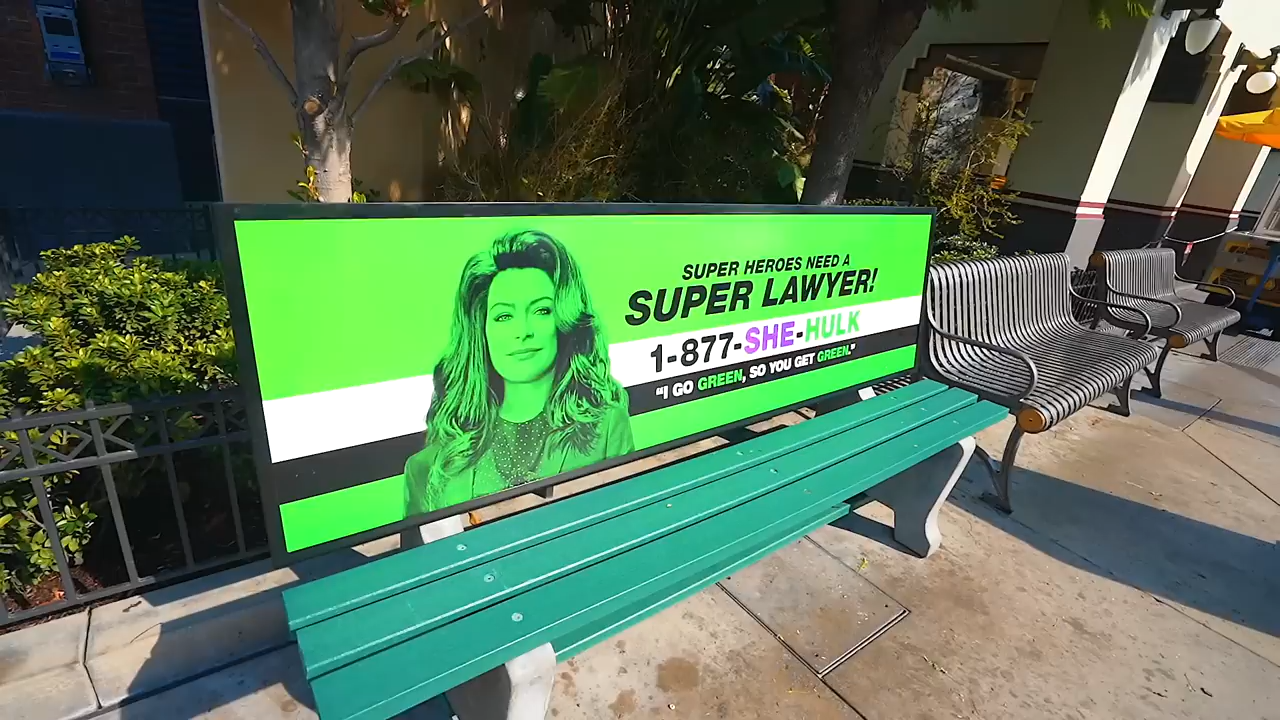 SUPER HEROES NEED A
SUPER LAWYER!
1-877-SHE-HULK
“I GO GREEN, SO YOU GET GREEN.”